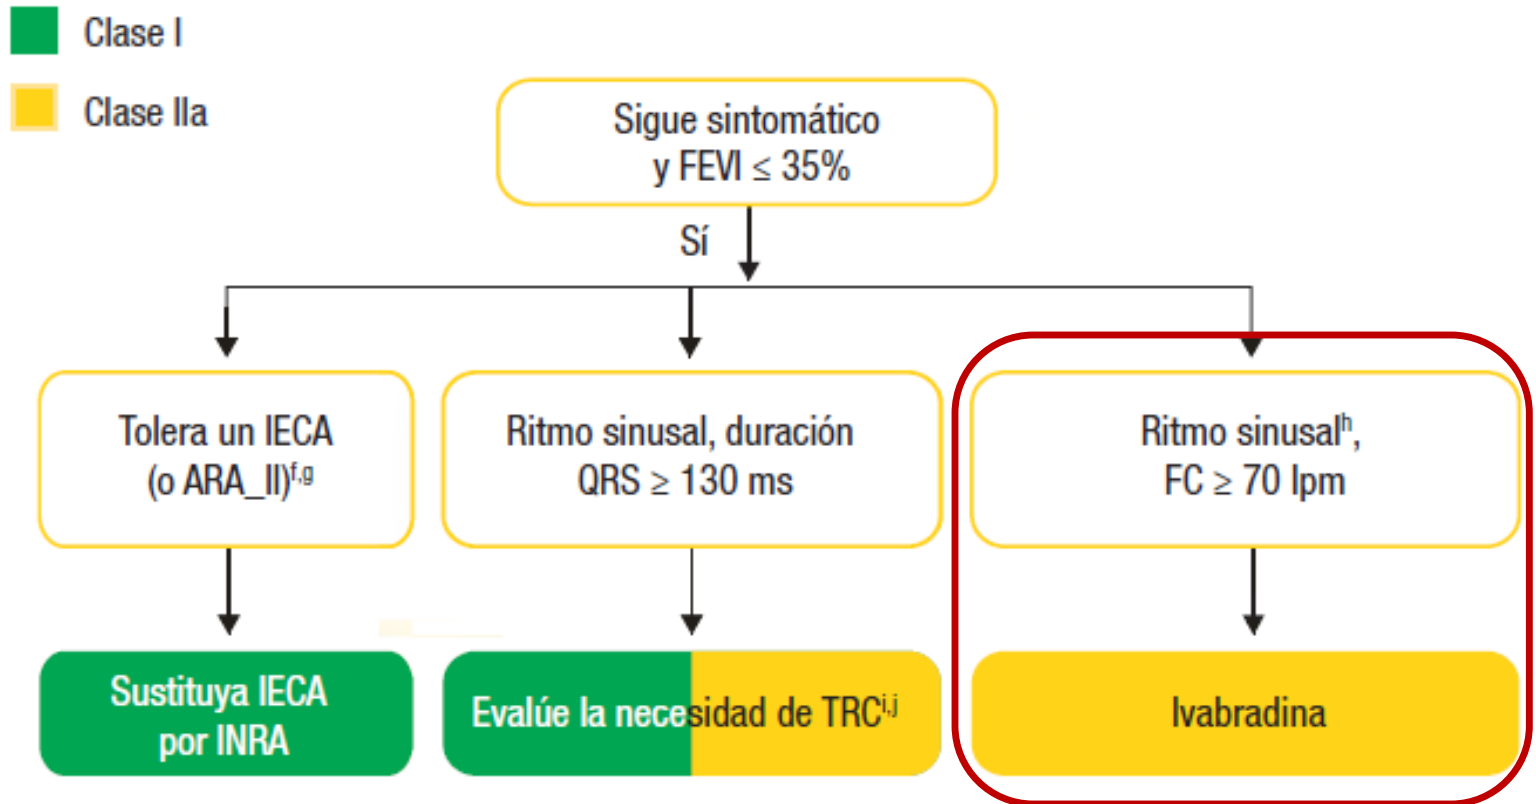 Clase I
Clase IIa
Sigue sintomático
y FEVI ≤ 35%
Sí
Tolera un IECA
(o ARA_II)f,g
Ritmo sinusal, duración
QRS ≥ 130 ms
Ritmo sinusalh,
FC ≥ 70 lpm
Sustituya IECA
por INRA
Evalúe la necesidad de TRCi,j
Ivabradina